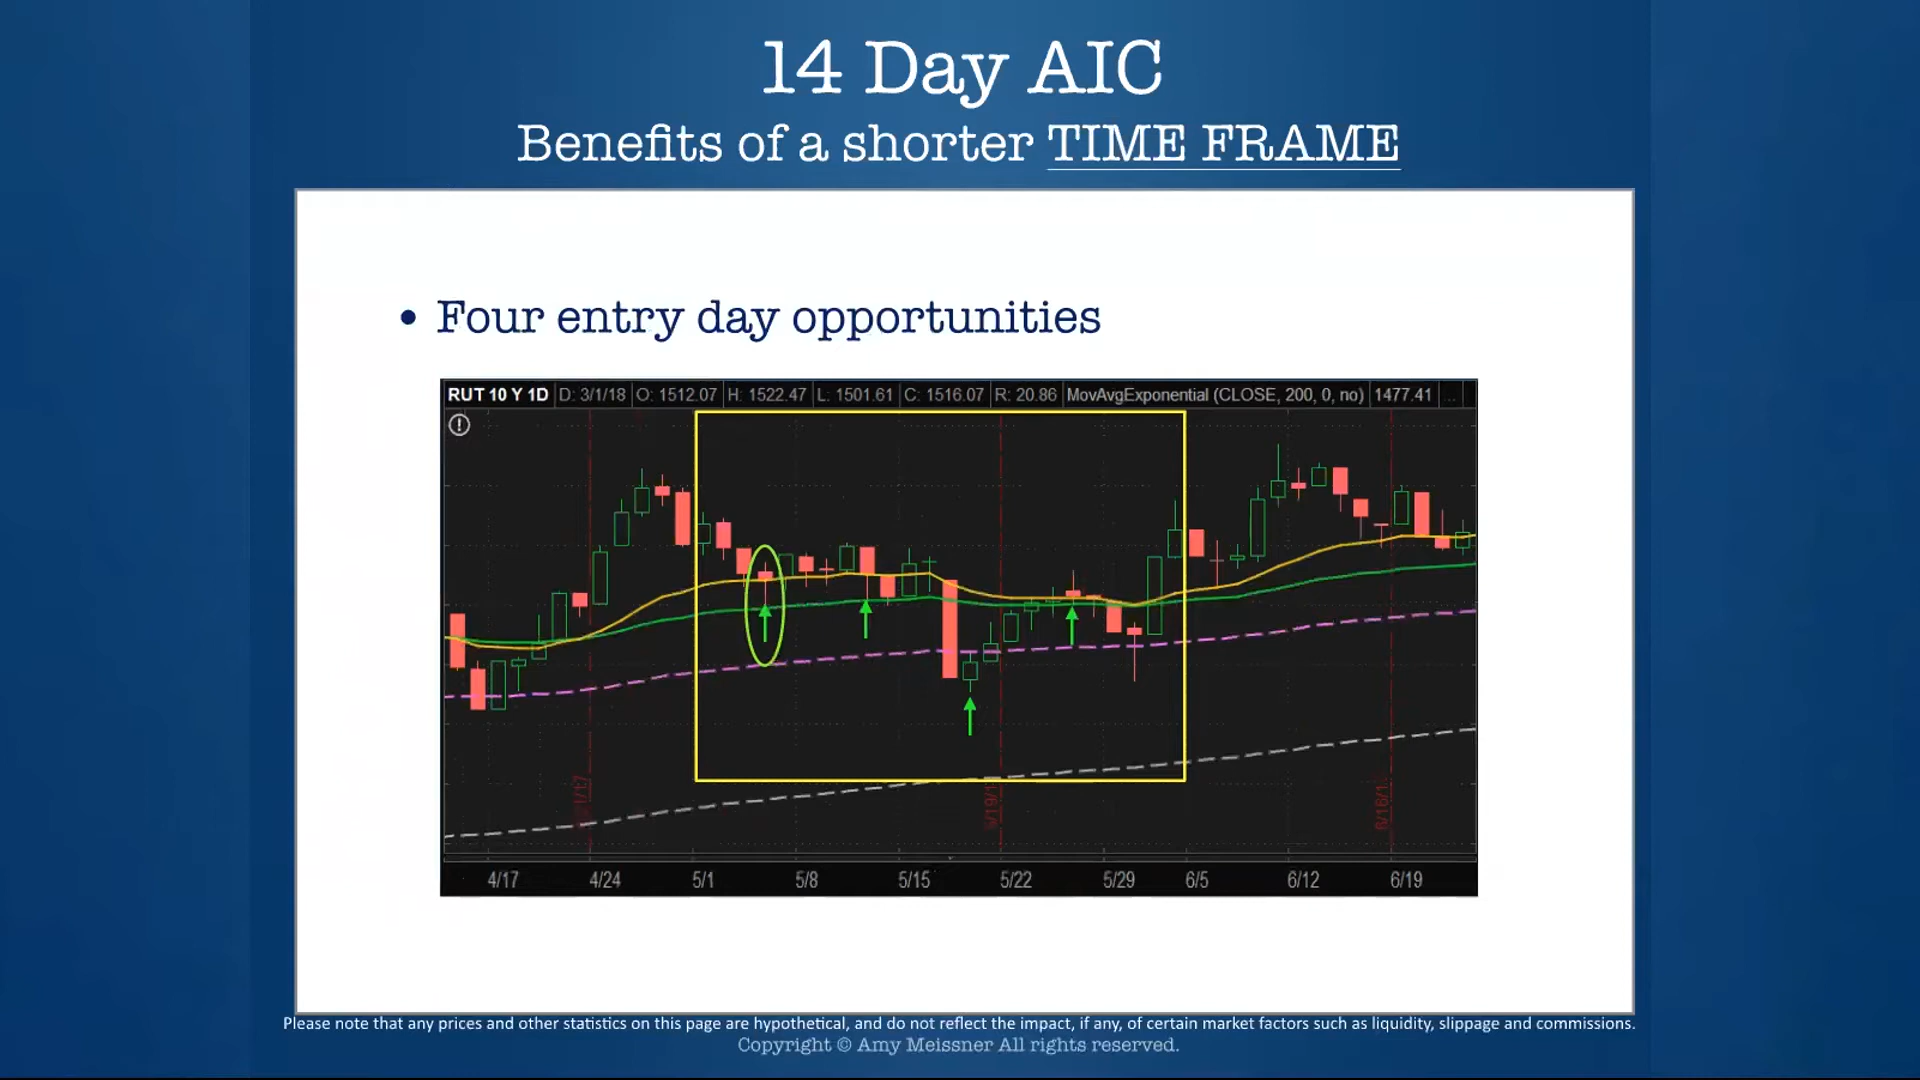 14 Day AIC
Benefits of a shorter TIME FRAME
• Four entry day opportunities
RUT 10 Y 1D D: 3/1/18 O: 1512.07 H: 1522.47 L: 1501.61 C: 1516.07 R: 20.86 MovAvgExponential (CLOSE, 200, 0, no) 1477.41 ...
4/17 4/24 5/1 5/8 5/15 5/22 5/29 6/5 6/12 6/19
Please note that any prices and other statistics on this page are hypothetical, and do not reflect the impact, if any, of certain market factors such as liquidity, slippage and commissions.
Copyright © Amy Meissner All rights reserved.